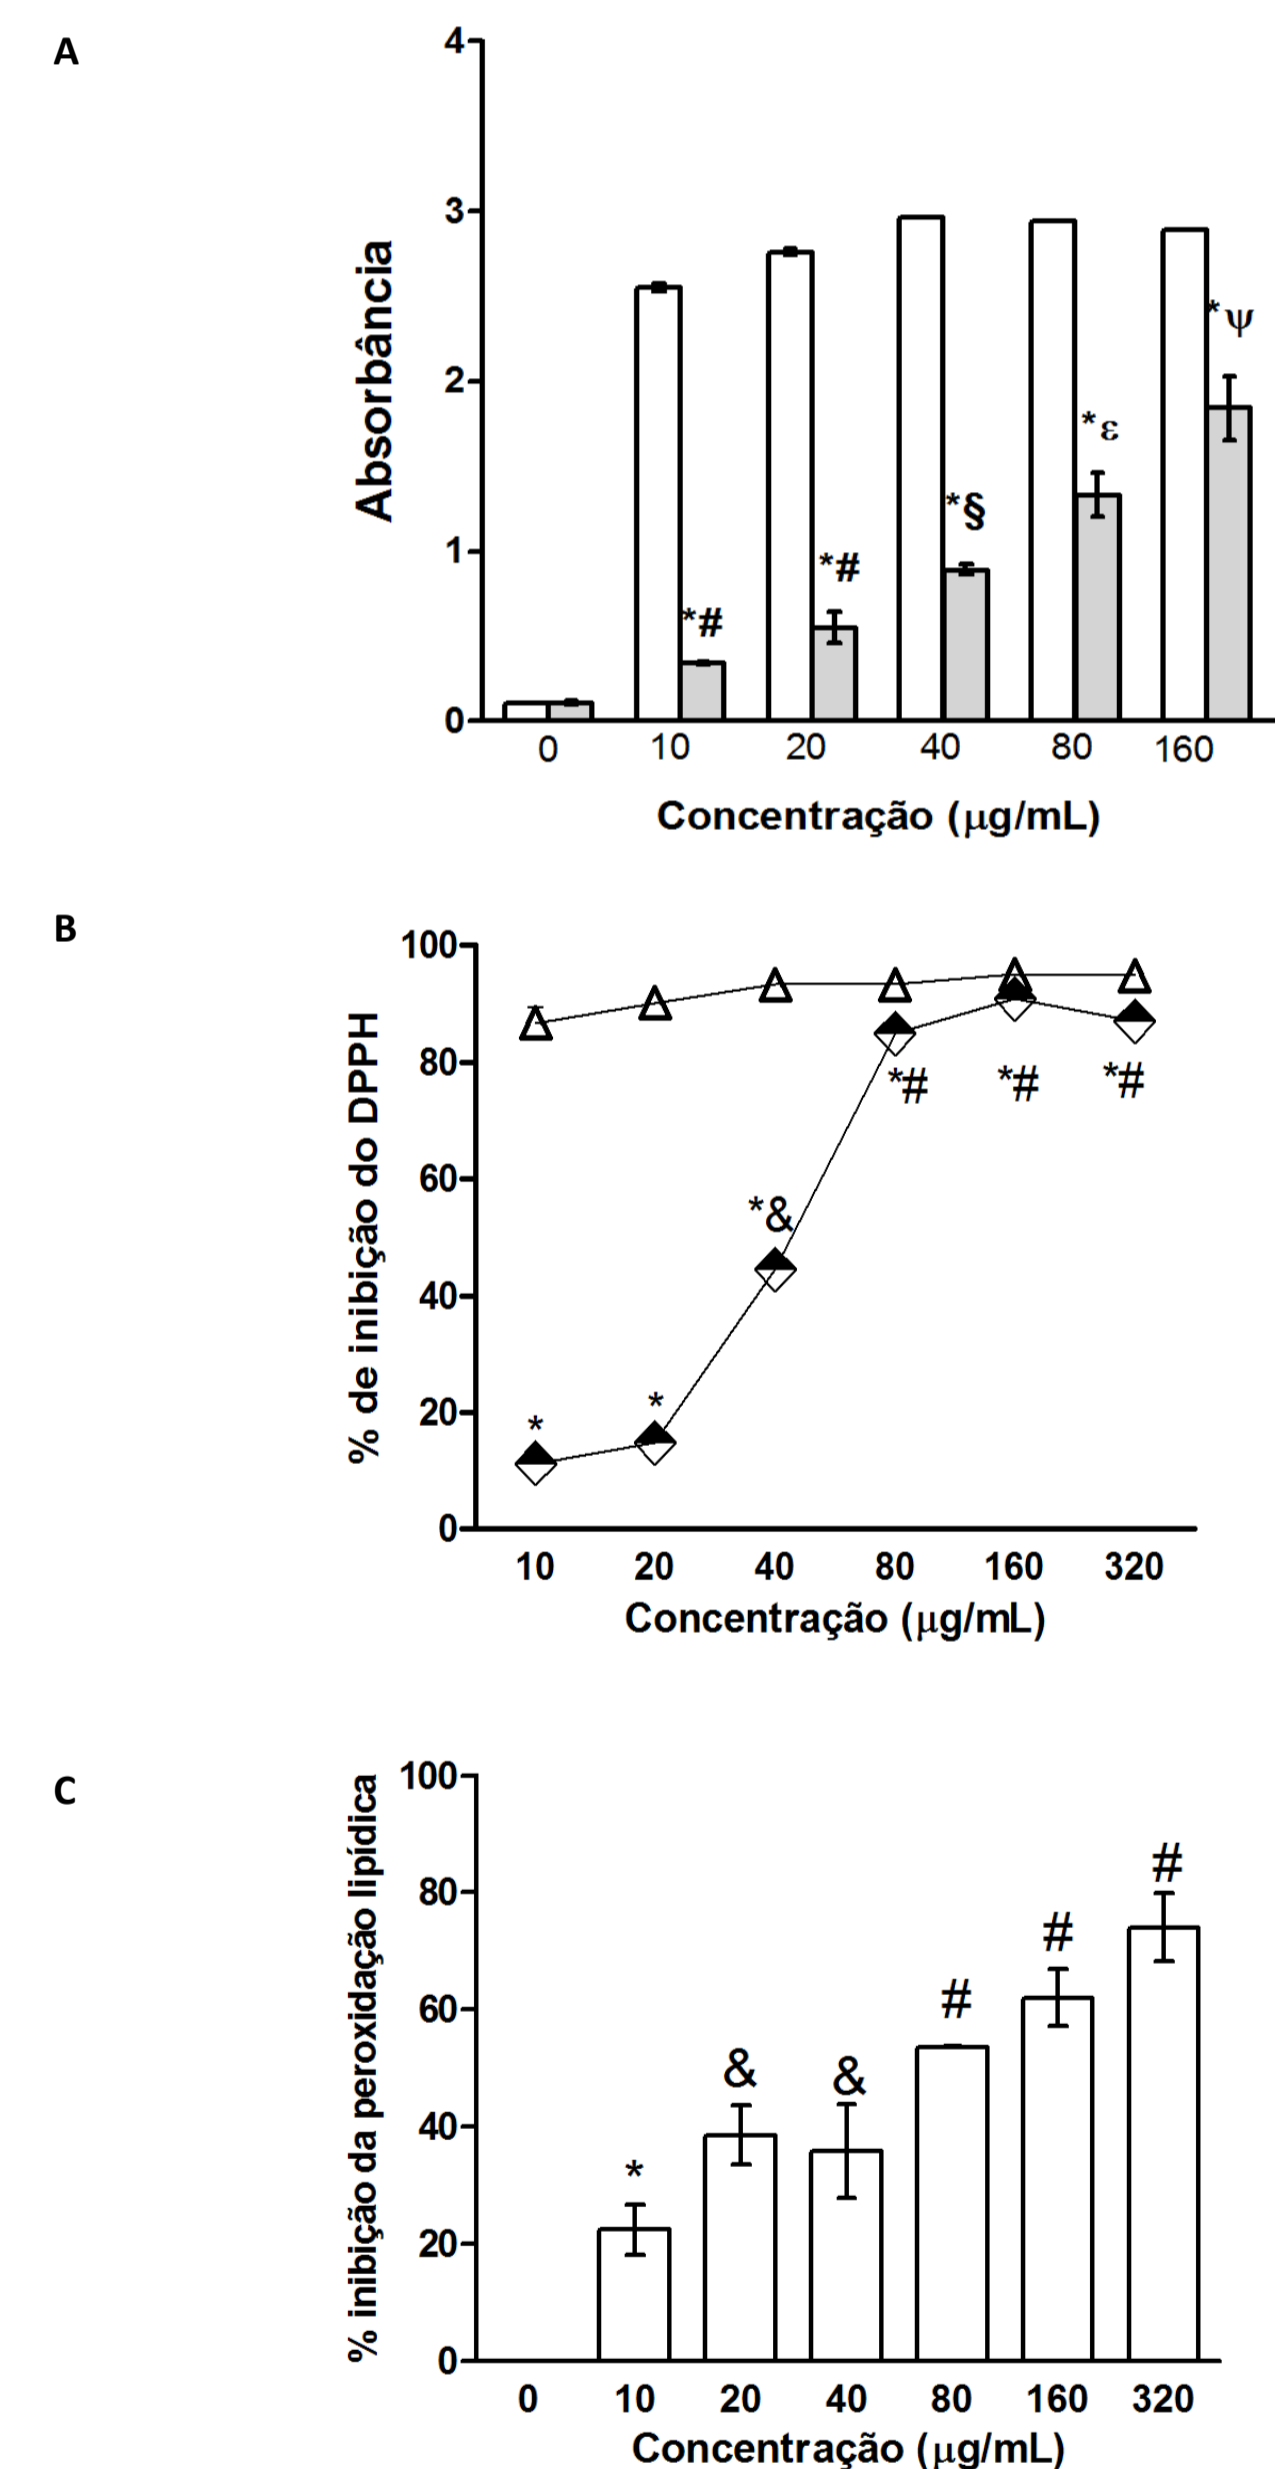 A
Absorbância
4
3
2
1
0
*#
*#
*§
*ε
*ψ
0 10 20 40 80 160
Concentração (μg/mL)
B
% de inibição do DPPH
100
80
60
40
20
0
*
*
*&
*#
*#
*#
10 20 40 80 160 320
Concentração (μg/mL)
C
% inibição da peroxidação lipídica
100
80
60
40
20
0
*
&
&
#
#
#
0 10 20 40 80 160 320
Concentração (μg/mL)